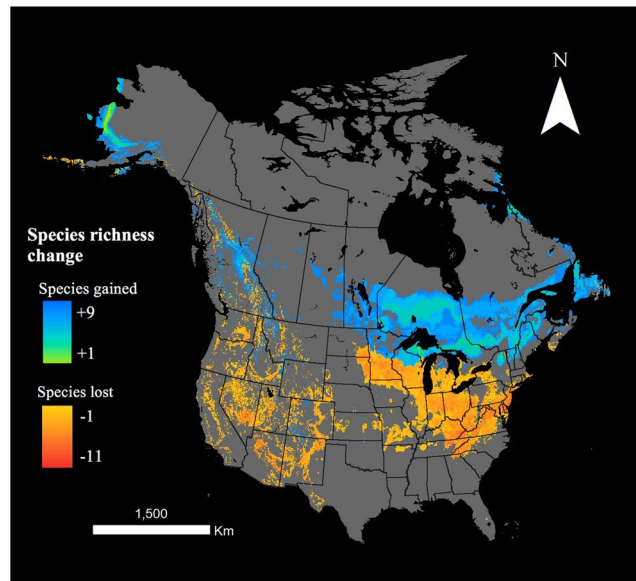 N
Species richness
change
Species gained
+9
+1
Species lost
-1
-11
1,500
Km